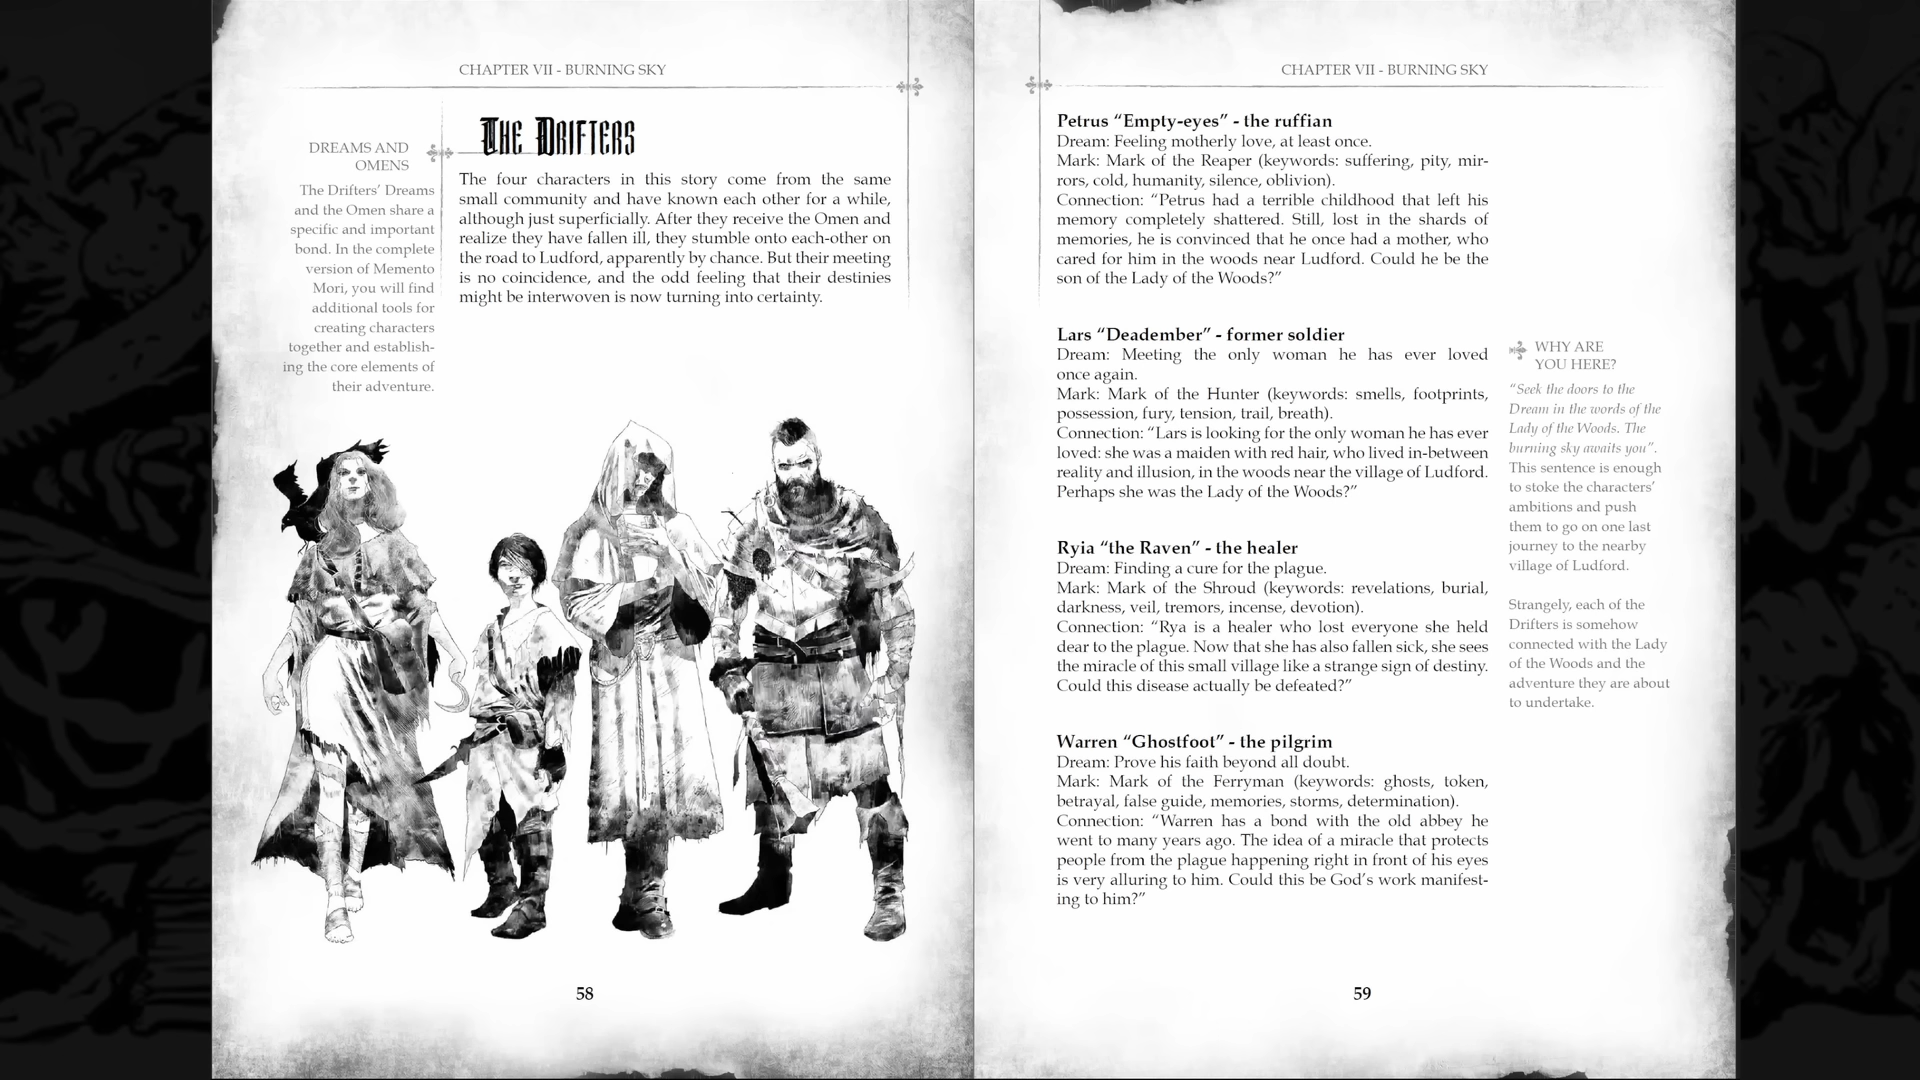 CHAPTER VII - BURNING SKY
The Drifters
DREAMS AND
OMENS
The Drifters' Dreams
and the Omen share a
specific and important
bond. In the complete
version of Memento
Mori, you will find
additional tools for
creating characters
together and establish-
ing the core elements of
their adventure.
The four characters in this story come from the same
small community and have known each other for a while,
although just superficially. After they receive the Omen and
realize they have fallen ill, they stumble onto each-other on
the road to Ludford, apparently by chance. But their meeting
is no coincidence, and the odd feeling that their destinies
might be interwoven is now turning into certainty.
58
CHAPTER VII - BURNING SKY
Petrus “Empty-eyes” - the ruffian
Dream: Feeling motherly love, at least once.
Mark: Mark of the Reaper (keywords: suffering, pity, mir-
rors, cold, humanity, silence, oblivion).
Connection: “Petrus had a terrible childhood that left his
memory completely shattered. Still, lost in the shards of
memories, he is convinced that he once had a mother, who
cared for him in the woods near Ludford. Could he be the
son of the Lady of the Woods?”
Lars “Deadember” - former soldier
Dream: Meeting the only woman he has ever loved
once again.
Mark: Mark of the Hunter (keywords: smells, footprints,
possession, fury, tension, trail, breath).
Connection: “Lars is looking for the only woman he has ever
loved: she was a maiden with red hair, who lived in-between
reality and illusion, in the woods near the village of Ludford.
Perhaps she was the Lady of the Woods?”
Ryia “the Raven” - the healer
Dream: Finding a cure for the plague.
Mark: Mark of the Shroud (keywords: revelations, burial,
darkness, veil, tremors, incense, devotion).
Connection: “Rya is a healer who lost everyone she held
dear to the plague. Now that she has also fallen sick, she sees
the miracle of this small village like a strange sign of destiny.
Could this disease actually be defeated?”
Warren “Ghostfoot” - the pilgrim
Dream: Prove his faith beyond all doubt.
Mark: Mark of the Ferryman (keywords: ghosts, token,
betrayal, false guide, memories, storms, determination).
Connection: “Warren has a bond with the old abbey he
went to many years ago. The idea of a miracle that protects
people from the plague happening right in front of his eyes
is very alluring to him. Could this be God's work manifest-
ing to him?”
WHY ARE
YOU HERE?
“Seek the doors to the
Dream in the words of the
Lady of the Woods. The
burning sky awaits you”.
This sentence is enough
to stoke the characters'
ambitions and push
them to go on one last
journey to the nearby
village of Ludford.
Strangely, each of the
Drifters is somehow
connected with the Lady
of the Woods and the
adventure they are about
to undertake.
59